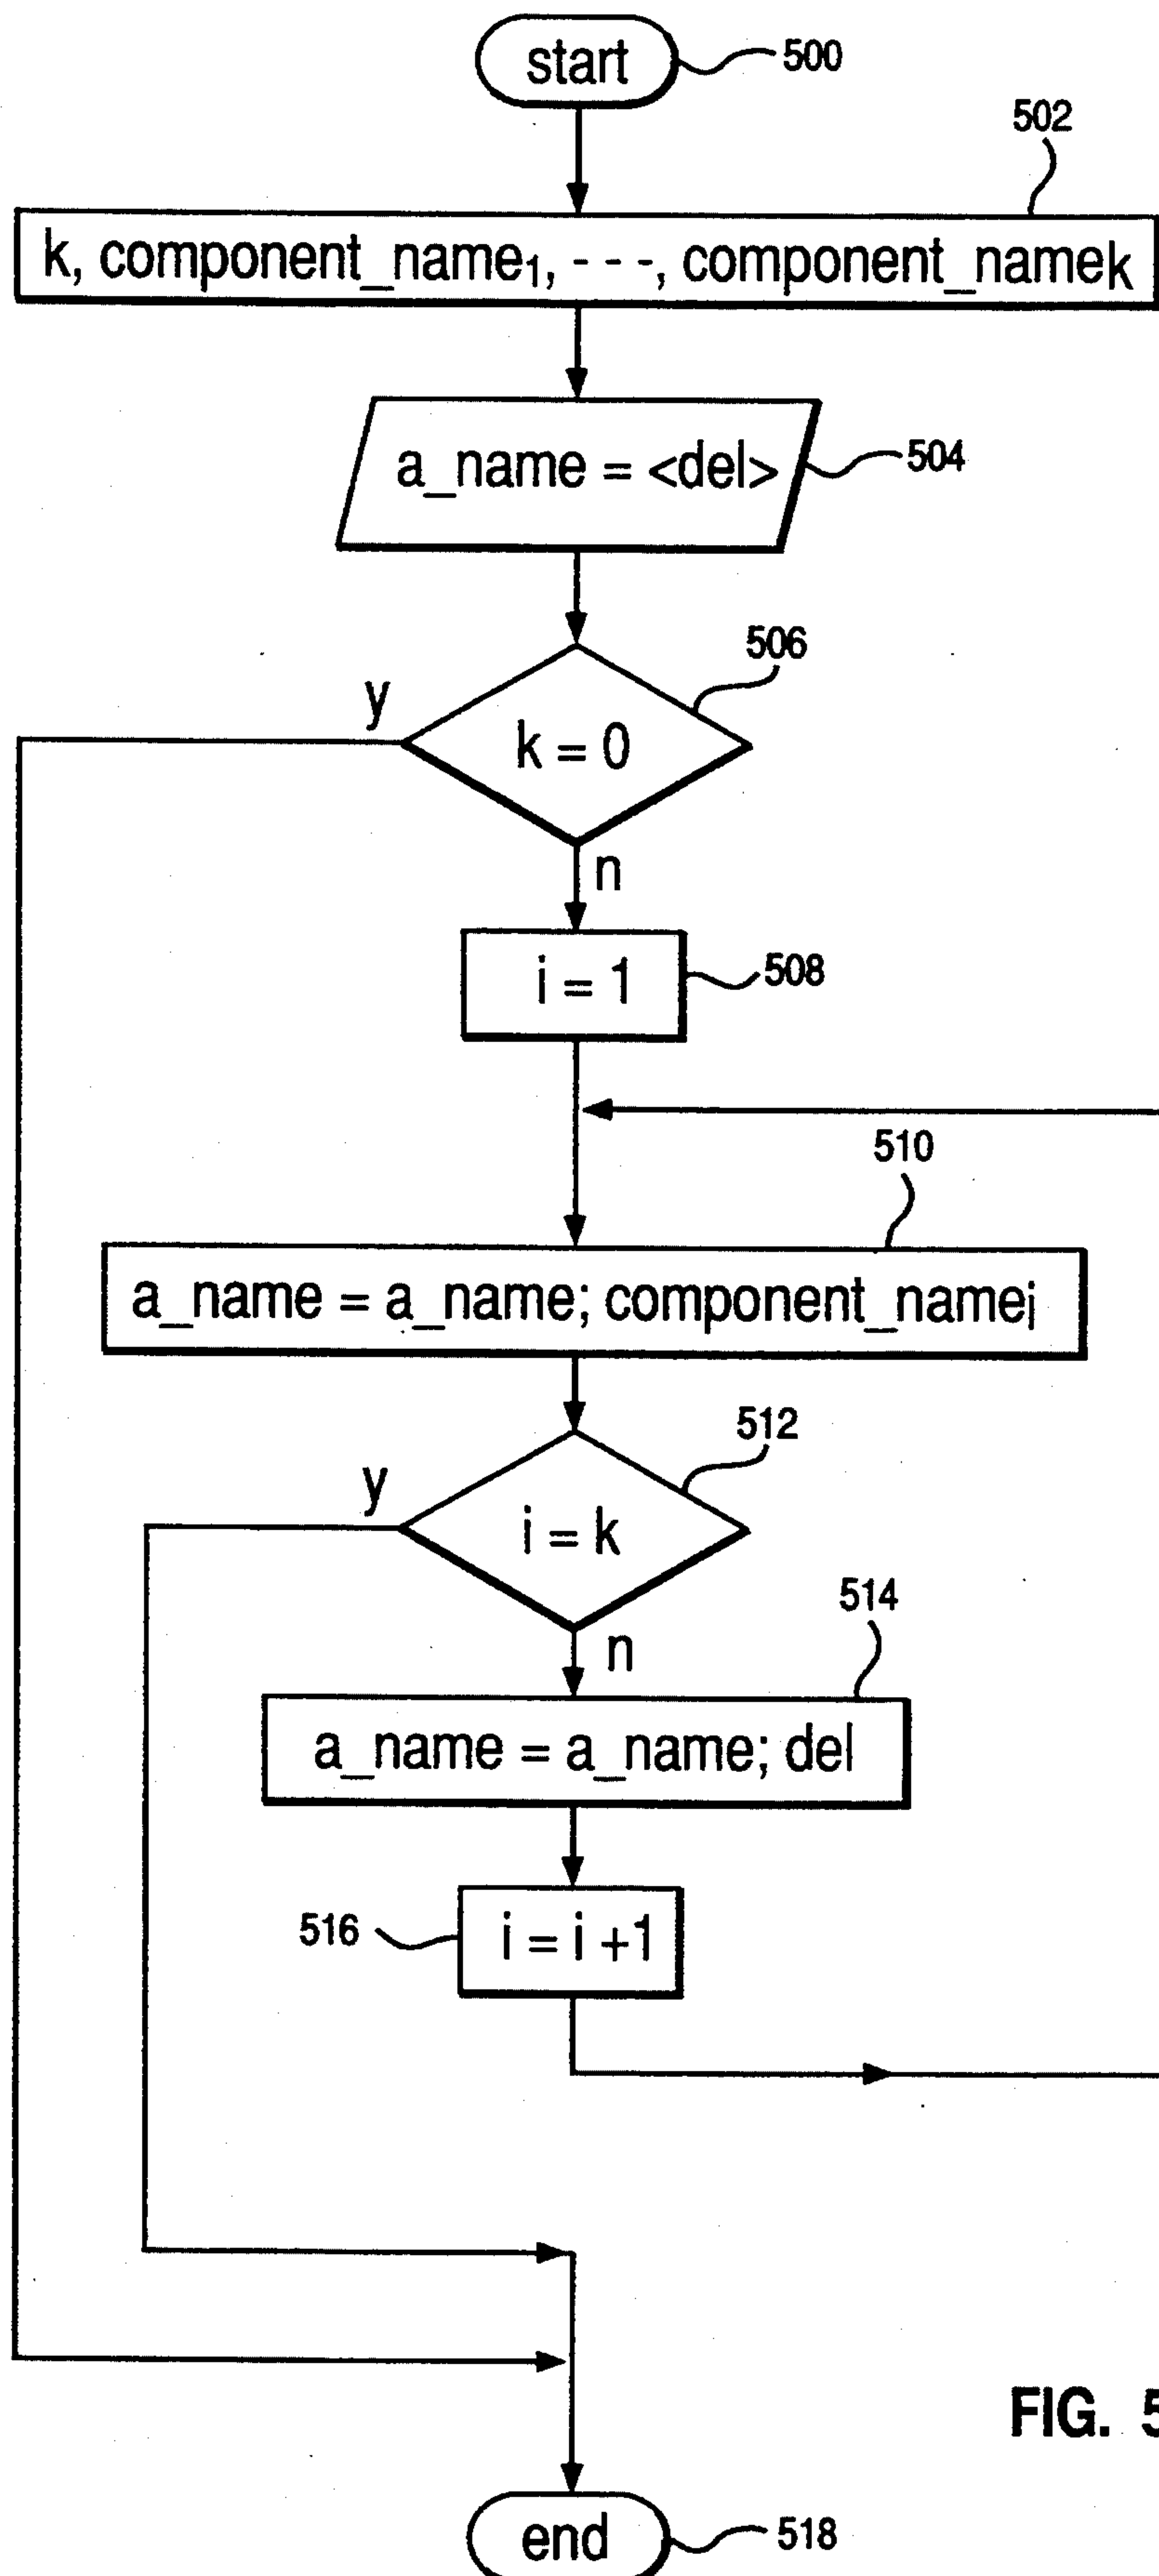 start
500
502
k, component_name₁, - - -, component_namek
a_name = <del>
504
506
y
k = 0
n
i = 1
508
510
a_name = a_name; component_nameᵢ
512
y
i = k
n
514
a_name = a_name; del
516
i = i +1
FIG. 5
end
518